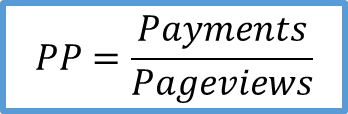 PP = Payments / Pageviews